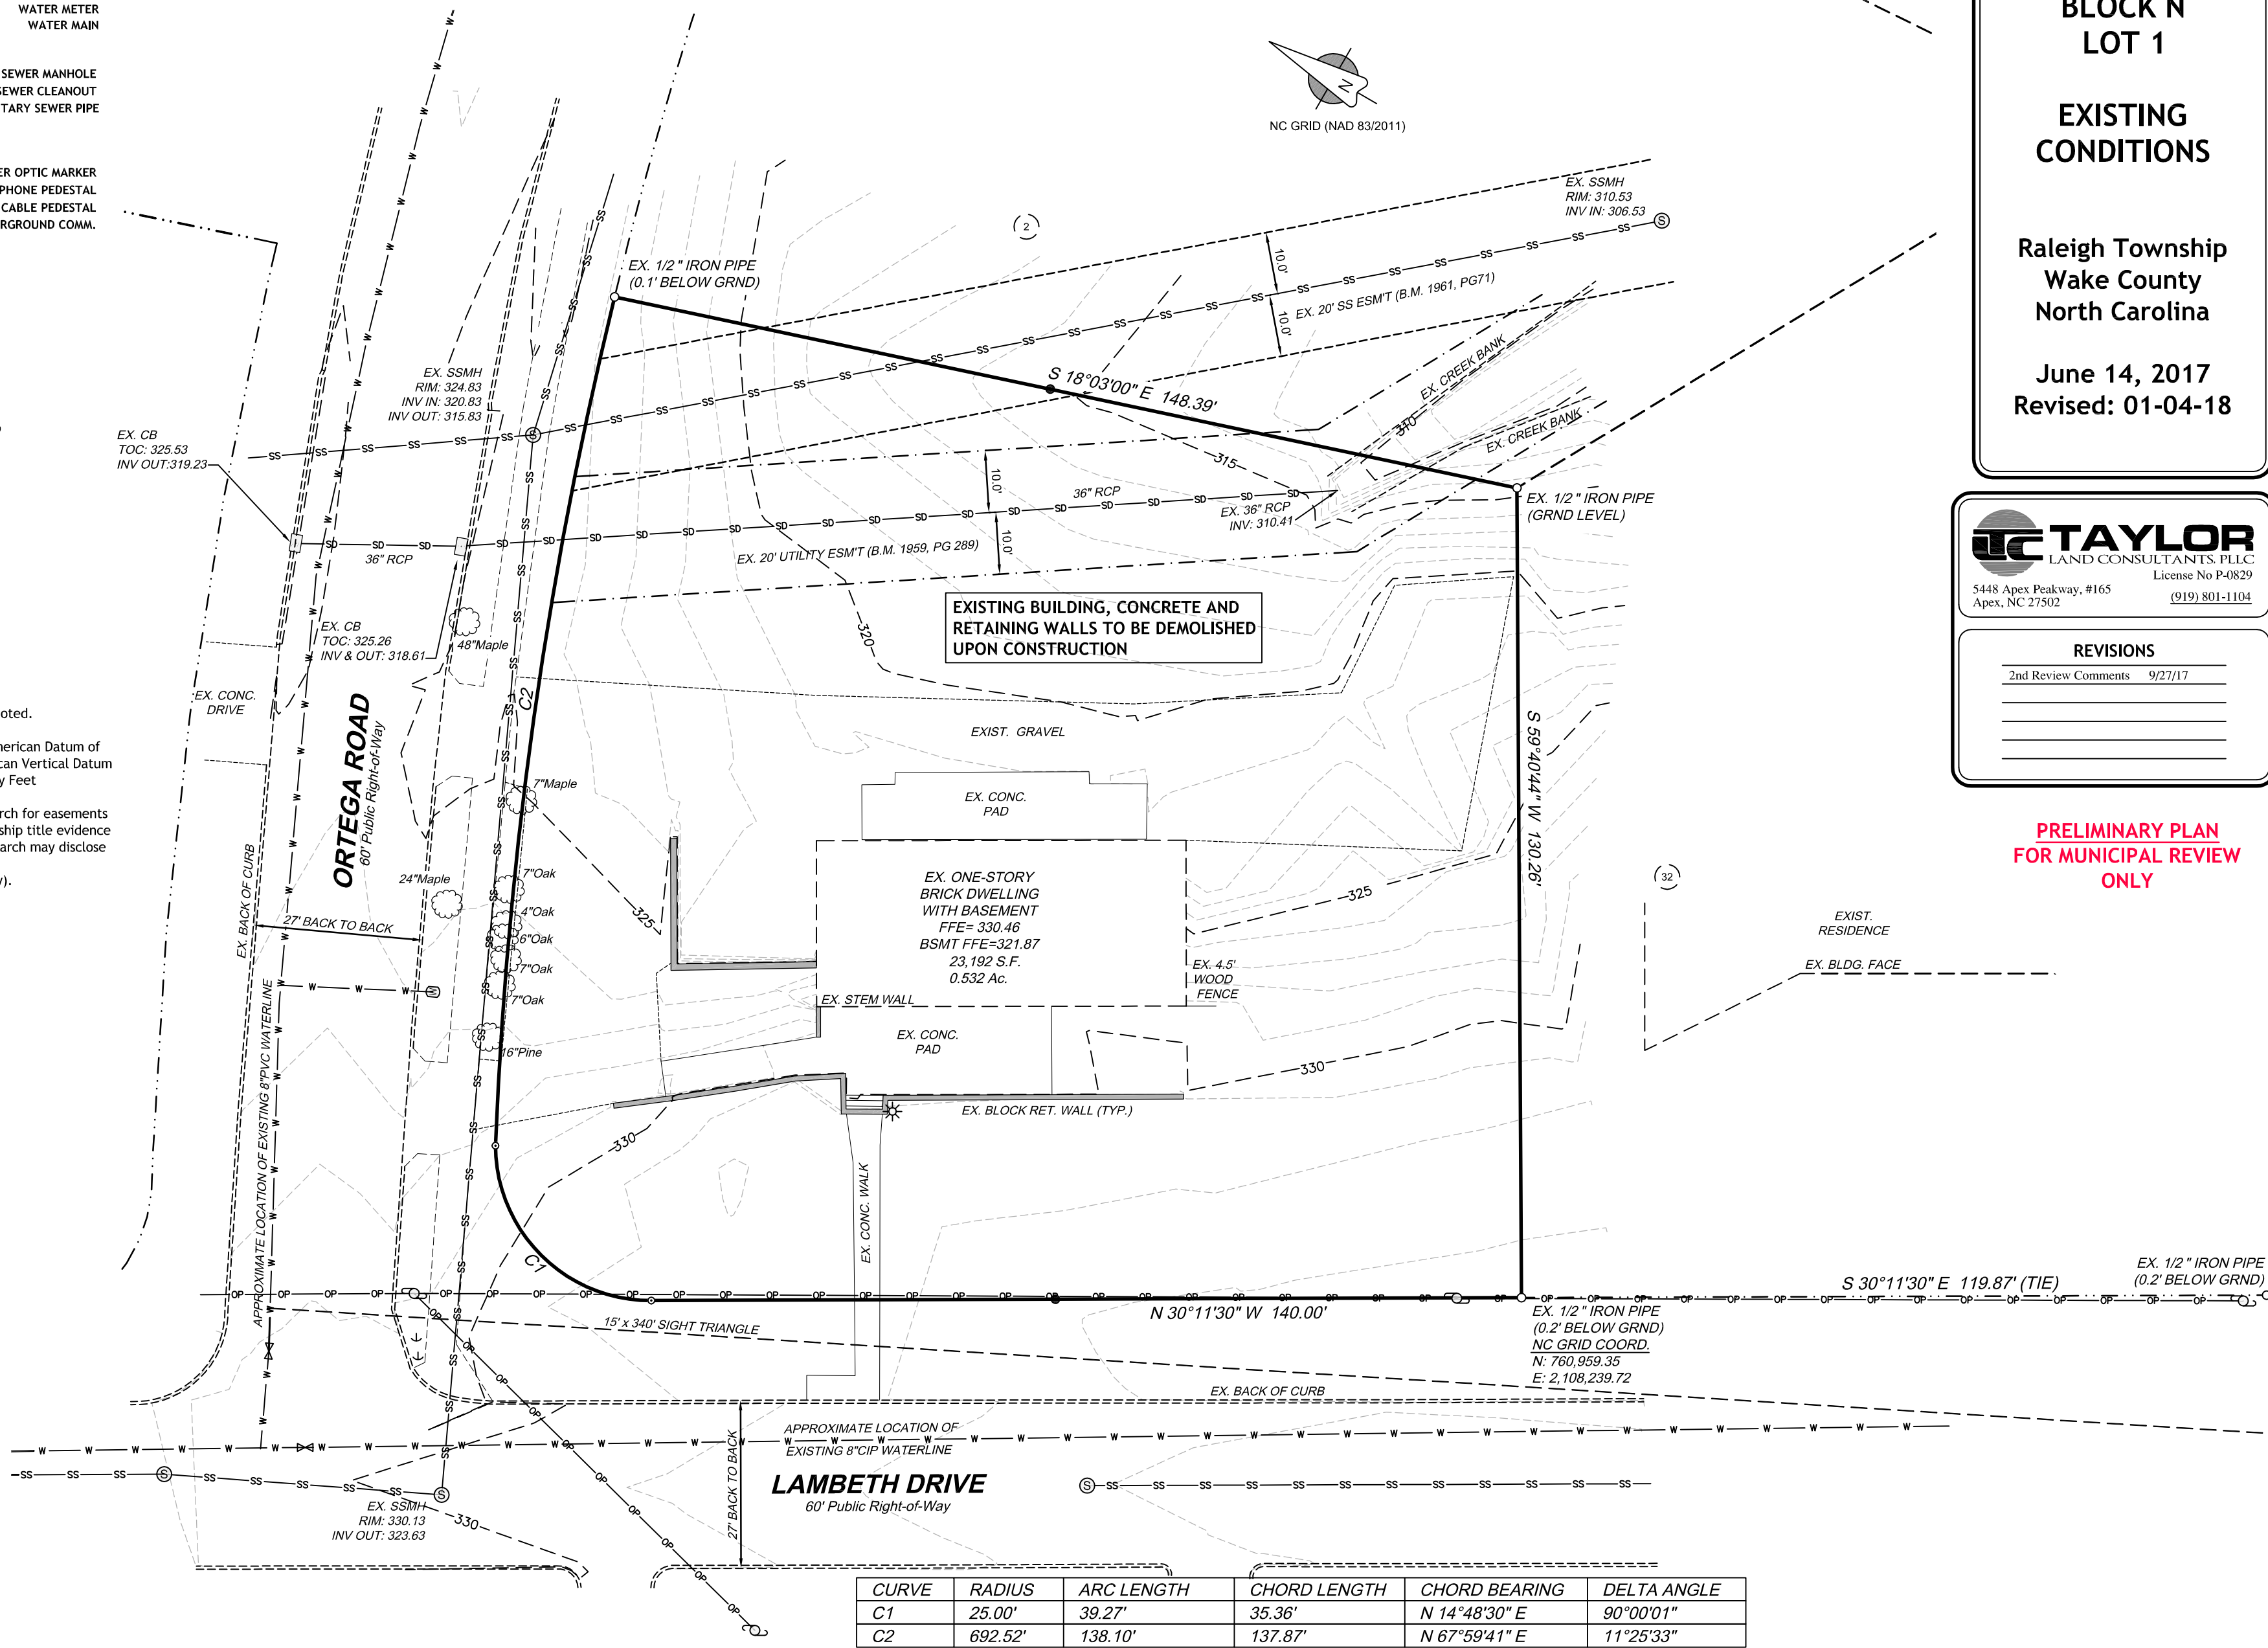 WATER METER
WATER MAIN
SEWER MANHOLE
SEWER CLEANOUT
TARY SEWER PIPE
ER OPTIC MARKER
PHONE PEDESTAL
CABLE PEDESTAL
RGROUND COMM.
oted.
nerican Datum of
can Vertical Datum
y Feet
rch for easements
ship title evidence
arch may disclose
v).
NC GRID (NAD 83/2011)
N
2
EX. SSMH
RIM: 310.53
INV IN: 306.53
S
EX. 1/2" IRON PIPE
(0.1' BELOW GRND)
10.0'
10.0'
EX. 20' SS ESM'T (B.M. 1961, PG71)
EX. SSMH
RIM: 324.83
INV IN: 320.83
INV OUT: 315.83
S 18°03'00" E 148.39'
EX. CREEK BANK
EX. CREEK BANK
310
315
EX. CB
TOC: 325.53
INV OUT:319.23
36" RCP
36" RCP
EX. 36" RCP
INV: 310.41
10.0'
10.0'
EX. 1/2" IRON PIPE
(GRND LEVEL)
EX. 20' UTILITY ESM'T (B.M. 1959, PG 289)
EX. CB
TOC: 325.26
INV & OUT: 318.61
48"Maple
EXISTING BUILDING, CONCRETE AND
RETAINING WALLS TO BE DEMOLISHED
UPON CONSTRUCTION
320
EX. CONC.
DRIVE
C2
ORTEGA ROAD
60' Public Right-of-Way
EXIST. GRAVEL
S 59°40'44" W 130.26'
7"Maple
EX. CONC.
PAD
24"Maple
7"Oak
4"Oak
6"Oak
7"Oak
7"Oak
16"Pine
325
EX. ONE-STORY
BRICK DWELLING
WITH BASEMENT
FFE= 330.46
BSMT FFE=321.87
23,192 S.F.
0.532 Ac.
325
32
EXIST.
RESIDENCE
EX. BLDG. FACE
EX. BACK OF CURB
27' BACK TO BACK
EX. 4.5'
WOOD
FENCE
EX. STEM WALL
EX. CONC.
PAD
330
EX. BLOCK RET. WALL (TYP.)
330
APPROXIMATE LOCATION OF EXISTING 8"PVC WATERLINE
EX. CONC. WALK
C1
N 30°11'30" W 140.00'
15' x 340' SIGHT TRIANGLE
S 30°11'30" E 119.87' (TIE)
EX. 1/2" IRON PIPE
(0.2' BELOW GRND)
EX. 1/2" IRON PIPE
(0.2' BELOW GRND)
NC GRID COORD.
N: 760,959.35
E: 2,108,239.72
EX. BACK OF CURB
APPROXIMATE LOCATION OF
EXISTING 8"CIP WATERLINE
27' BACK TO BACK
LAMBETH DRIVE
60' Public Right-of-Way
EX. SSMH
RIM: 330.13
INV OUT: 323.63
330
CURVE RADIUS ARC LENGTH CHORD LENGTH CHORD BEARING DELTA ANGLE
C1 25.00' 39.27' 35.36' N 14°48'30" E 90°00'01"
C2 692.52' 138.10' 137.87' N 67°59'41" E 11°25'33"
BLOCK N
LOT 1
EXISTING
CONDITIONS
Raleigh Township
Wake County
North Carolina
June 14, 2017
Revised: 01-04-18
TLC TAYLOR
LAND CONSULTANTS, PLLC
License No P-0829
5448 Apex Peakway, #165
Apex, NC 27502
(919) 801-1104
REVISIONS
2nd Review Comments 9/27/17
PRELIMINARY PLAN
FOR MUNICIPAL REVIEW
ONLY